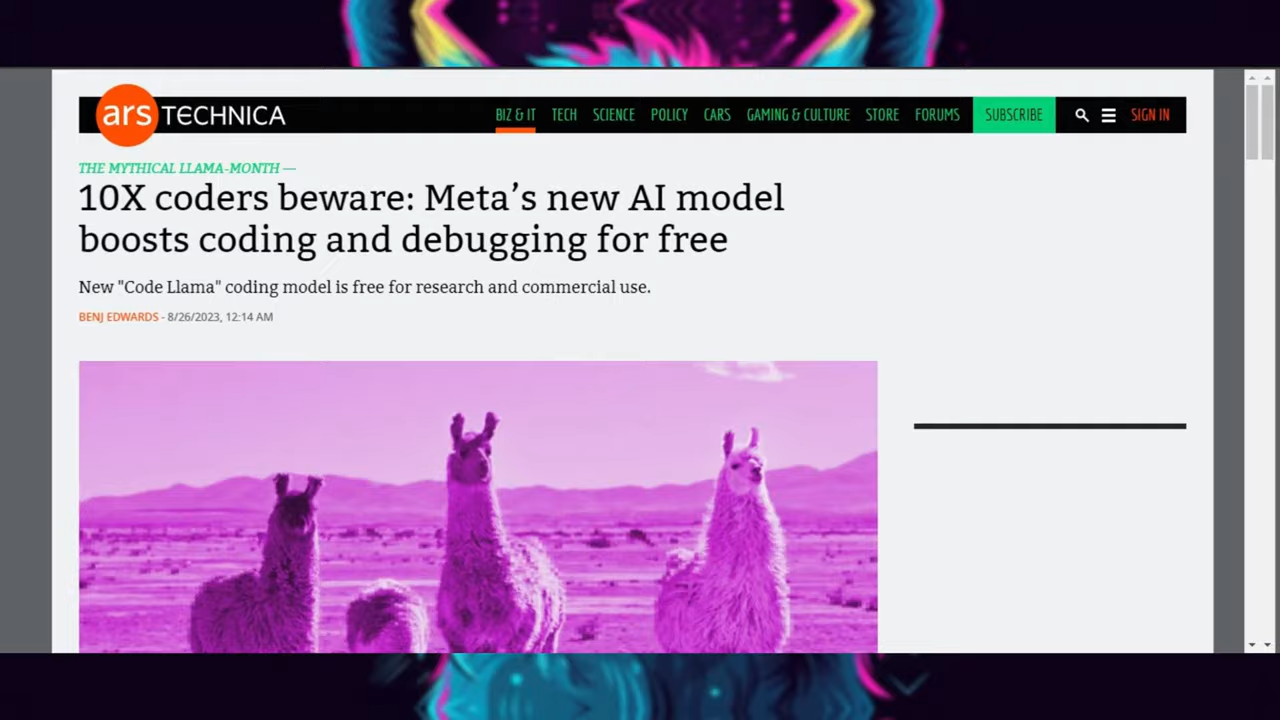 ars TECHNICA
BIZ & IT TECH SCIENCE POLICY CARS GAMING & CULTURE STORE FORUMS SUBSCRIBE SIGN IN
THE MYTHICAL LLAMA-MONTH —
10X coders beware: Meta’s new AI model
boosts coding and debugging for free
New "Code Llama" coding model is free for research and commercial use.
BENJ EDWARDS - 8/26/2023, 12:14 AM